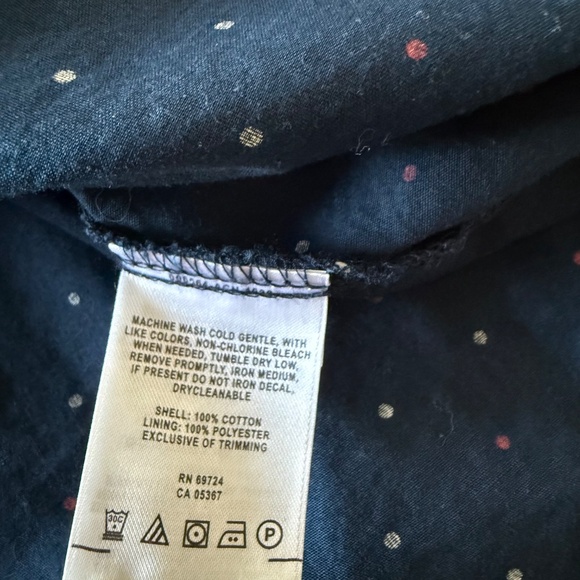 MACHINE WASH COLD GENTLE, WITH
LIKE COLORS, NON-CHLORINE BLEACH
WHEN NEEDED, TUMBLE DRY LOW,
REMOVE PROMPTLY, IRON MEDIUM,
IF PRESENT DO NOT IRON DECAL,
DRYCLEANABLE
SHELL: 100% COTTON
LINING: 100% POLYESTER
EXCLUSIVE OF TRIMMING
RN 69724
CA 05367
30C P